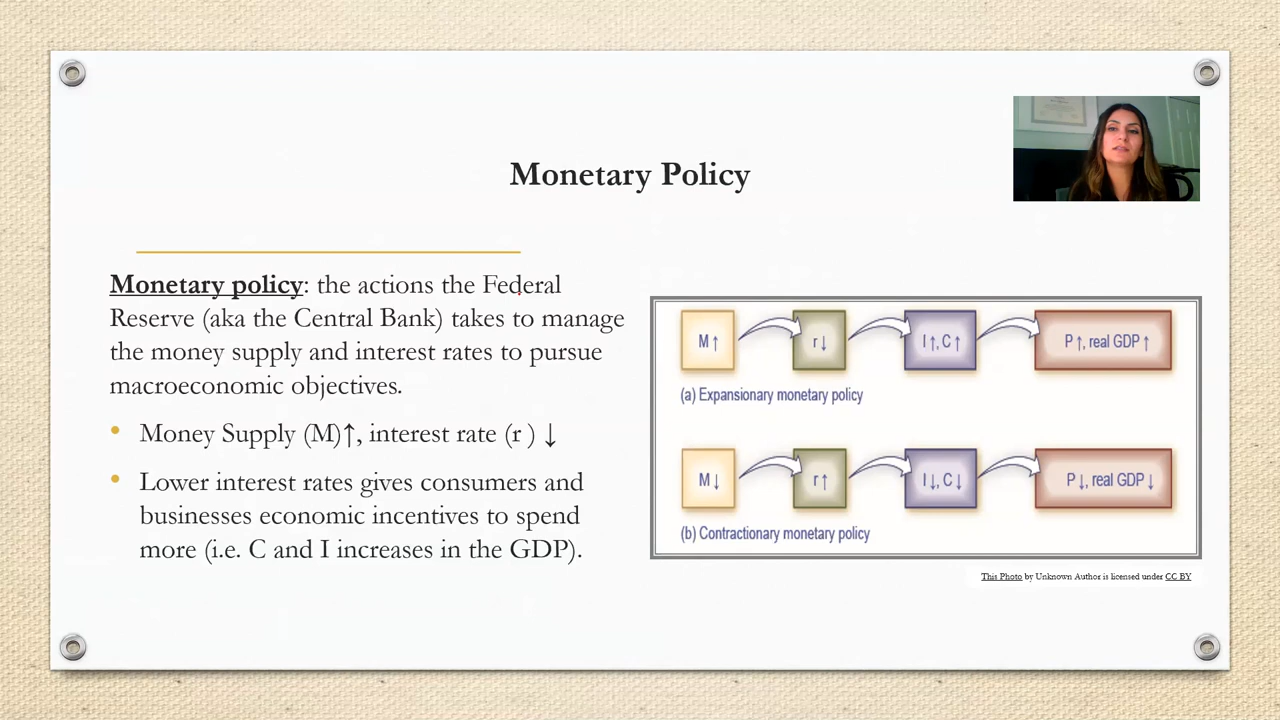 Monetary Policy
Monetary policy: the actions the Federal
Reserve (aka the Central Bank) takes to manage
the money supply and interest rates to pursue
macroeconomic objectives.
• Money Supply (M)↑, interest rate (r ) ↓
• Lower interest rates gives consumers and
businesses economic incentives to spend
more (i.e. C and I increases in the GDP).
M↑ r↓ I↑,C↑ P↑, real GDP↑
(a) Expansionary monetary policy
M↓ r↑ I↓,C↓ P↓, real GDP↓
(b) Contractionary monetary policy
This Photo by Unknown Author is licensed under CC BY